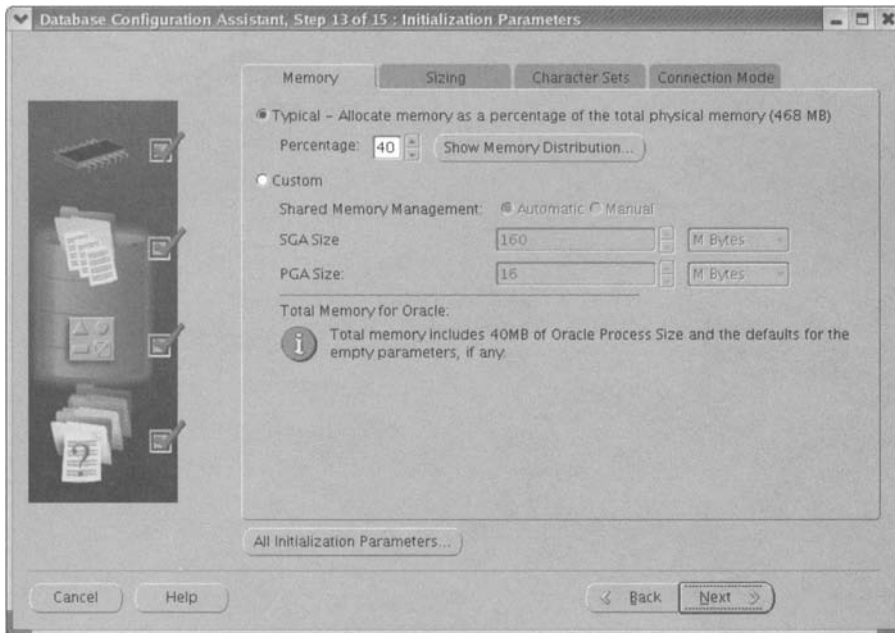 Database Configuration Assistant, Step 13 of 15 : Initialization Parameters
Memory Sizing Character Sets Connection Mode
Typical – Allocate memory as a percentage of the total physical memory (468 MB)
Percentage: 40 Show Memory Distribution...
Custom
Shared Memory Management: Automatic Manual
SGA Size 160 M Bytes
PGA Size: 16 M Bytes
Total Memory for Oracle:
Total memory includes 40MB of Oracle Process Size and the defaults for the
empty parameters, if any.
?
All Initialization Parameters...
Cancel Help Back Next